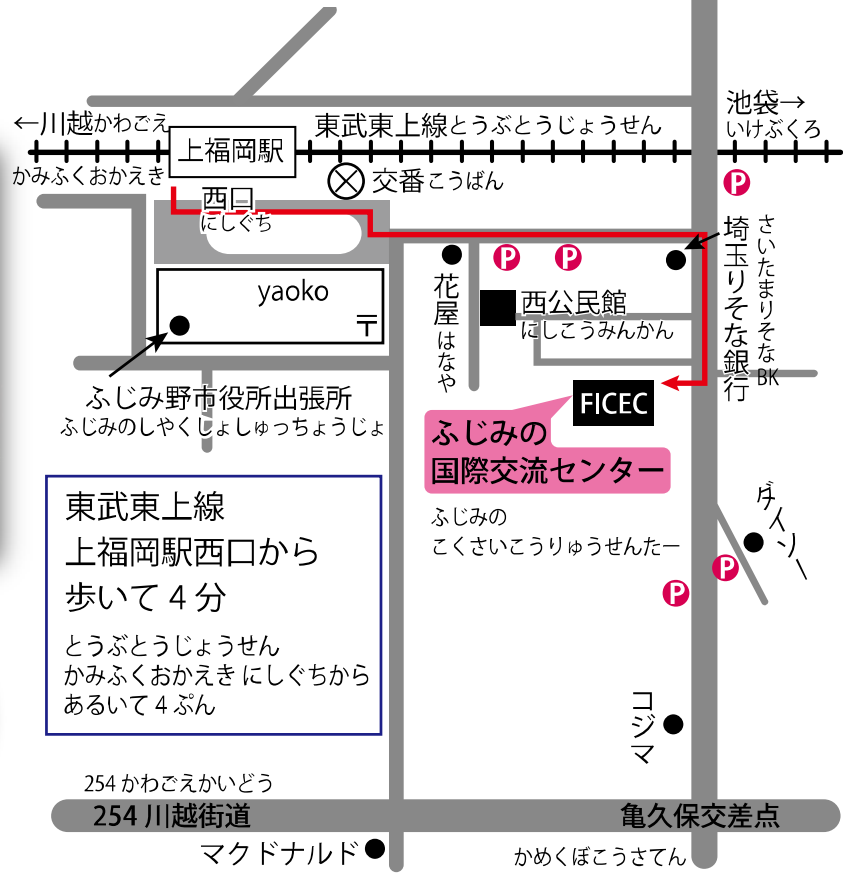 ←川越かわごえ
東武東上線とうぶとうじょうせん
池袋→
いけぶくろ
上福岡駅
かみふくおかえき
交番こうばん
P
西口
にしぐち
埼玉りそな銀行
さいたまりそなBK
P
P
花屋はなや
yaoko
〒
西公民館
にしこうみんかん
ふじみ野市役所出張所
ふじみのしやくしょしゅっちょうじょ
FICEC
ふじみの
国際交流センター
ふじみの
こくさいこうりゅうせんたー
東武東上線
上福岡駅西口から
歩いて 4 分
とうぶとうじょうせん
かみふくおかえき にしぐちから
あるいて 4 ぷん
ダイソー
P
P
コジマ
254 かわごえかいどう
254 川越街道
亀久保交差点
マクドナルド
かめくぼこうさてん